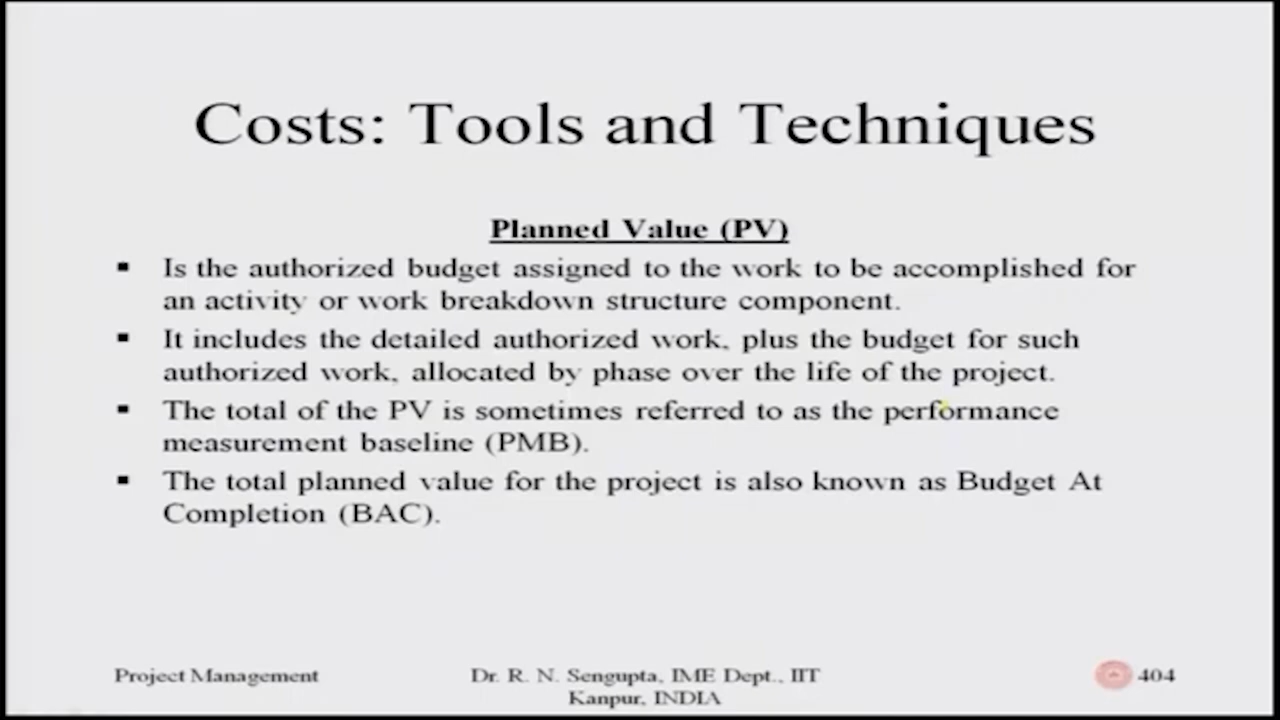 Costs: Tools and Techniques
Planned Value (PV)
▪ Is the authorized budget assigned to the work to be accomplished for
an activity or work breakdown structure component.
▪ It includes the detailed authorized work, plus the budget for such
authorized work, allocated by phase over the life of the project.
▪ The total of the PV is sometimes referred to as the performance
measurement baseline (PMB).
▪ The total planned value for the project is also known as Budget At
Completion (BAC).
Project Management
Dr. R. N. Sengupta, IME Dept., IIT
Kanpur, INDIA
404